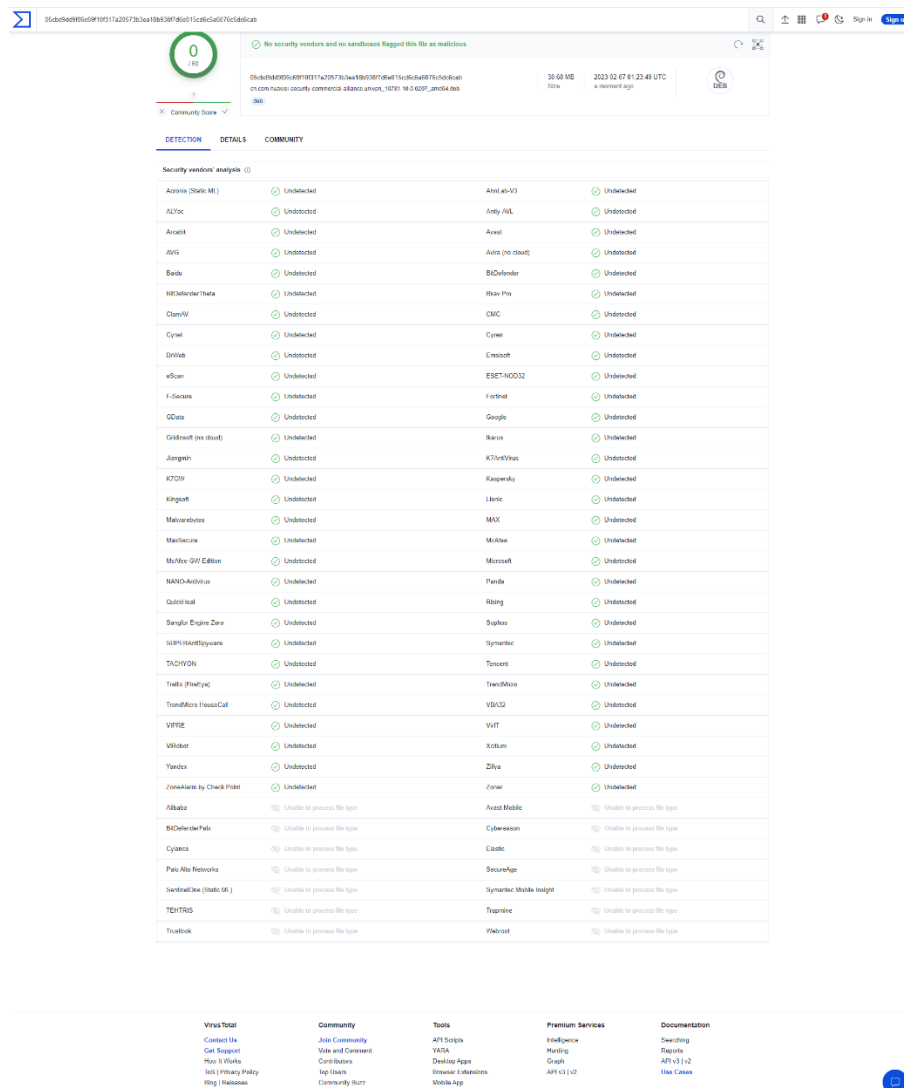 Sign in
Sign u
0
/ 60
No security vendors and no sandboxes flagged this file as malicious
30.68 MB
Size
2023-02-07 01:23:49 UTC
a moment ago
DEB
cn.com.huawei-security-commercial-alliance.univpn_10781.10.0.0207_amd64.deb
deb
?
Community Score
DETECTION DETAILS COMMUNITY
Security vendors' analysis
Acronis (Static ML) Undetected AhnLab-V3 Undetected
ALYac Undetected Antiy-AVL Undetected
Arcabit Undetected Avast Undetected
AVG Undetected Avira (no cloud) Undetected
Baidu Undetected BitDefender Undetected
BitDefenderTheta Undetected Bkav Pro Undetected
ClamAV Undetected CMC Undetected
Cynet Undetected Cyren Undetected
DrWeb Undetected Emsisoft Undetected
eScan Undetected ESET-NOD32 Undetected
F-Secure Undetected Fortinet Undetected
GData Undetected Google Undetected
Gridinsoft (no cloud) Undetected Ikarus Undetected
Jiangmin Undetected K7AntiVirus Undetected
K7GW Undetected Kaspersky Undetected
Kingsoft Undetected Lionic Undetected
Malwarebytes Undetected MAX Undetected
MaxSecure Undetected McAfee Undetected
McAfee-GW-Edition Undetected Microsoft Undetected
NANO-Antivirus Undetected Panda Undetected
QuickHeal Undetected Rising Undetected
Sangfor Engine Zero Undetected Sophos Undetected
SUPERAntiSpyware Undetected Symantec Undetected
TACHYON Undetected Tencent Undetected
Trellix (FireEye) Undetected TrendMicro Undetected
TrendMicro-HouseCall Undetected VBA32 Undetected
VIPRE Undetected VirIT Undetected
ViRobot Undetected Xcitium Undetected
Yandex Undetected Zillya Undetected
ZoneAlarm by Check Point Undetected Zoner Undetected
Alibaba Unable to process file type Avast-Mobile Unable to process file type
BitDefenderFalx Unable to process file type Cybereason Unable to process file type
Cylance Unable to process file type Elastic Unable to process file type
Palo Alto Networks Unable to process file type SecureAge Unable to process file type
SentinelOne (Static ML) Unable to process file type Symantec Mobile Insight Unable to process file type
TEHTRIS Unable to process file type Trapmine Unable to process file type
Trustlook Unable to process file type Webroot Unable to process file type
VirusTotal Community Tools Premium Services Documentation
Contact Us Join Community API Scripts Intelligence Searching
Get Support Vote and Comment YARA Hunting Reports
How It Works Contributors Desktop Apps Graph API v3 | v2
ToS | Privacy Policy Top Users Browser Extensions API v3 | v2 Use Cases
Blog | Releases Community Buzz Mobile App